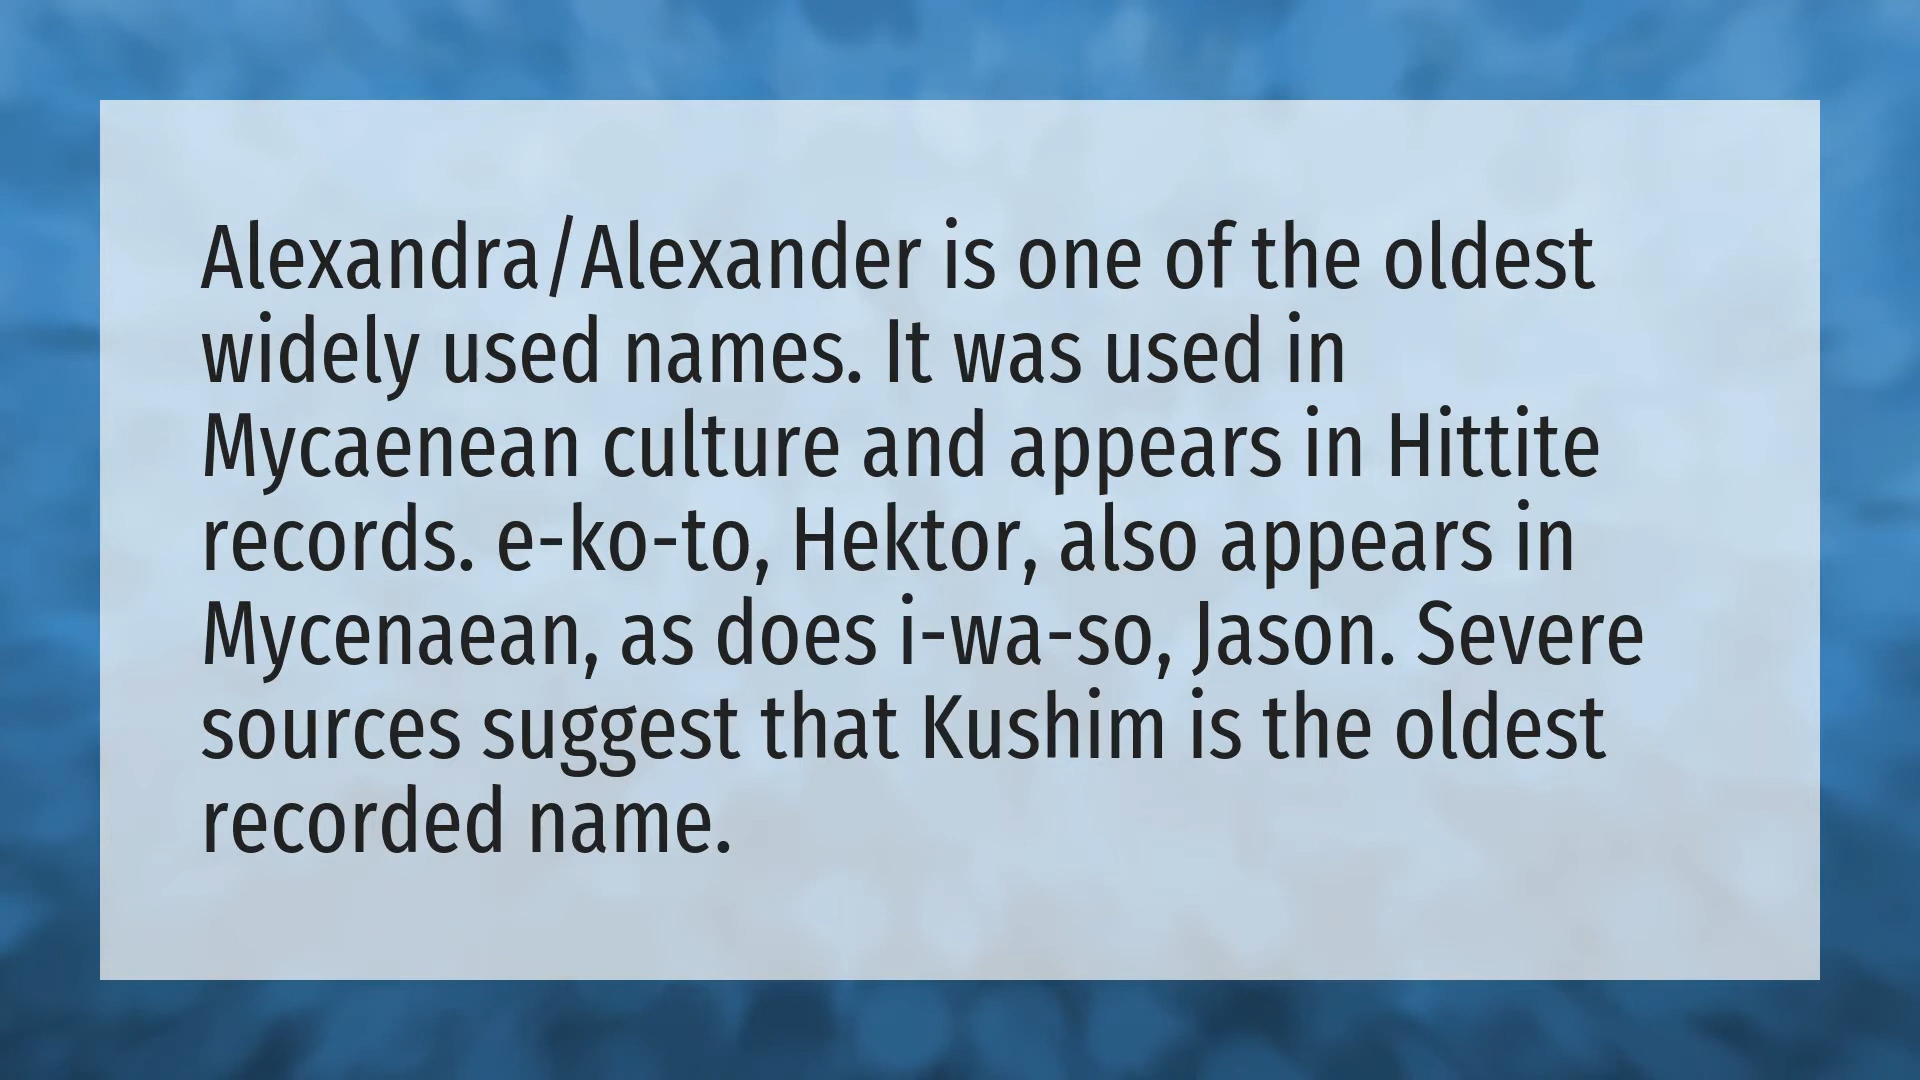 Alexandra/Alexander is one of the oldest
widely used names. It was used in
Mycaenean culture and appears in Hittite
records. e-ko-to, Hektor, also appears in
Mycenaean, as does i-wa-so, Jason. Severe
sources suggest that Kushim is the oldest
recorded name.